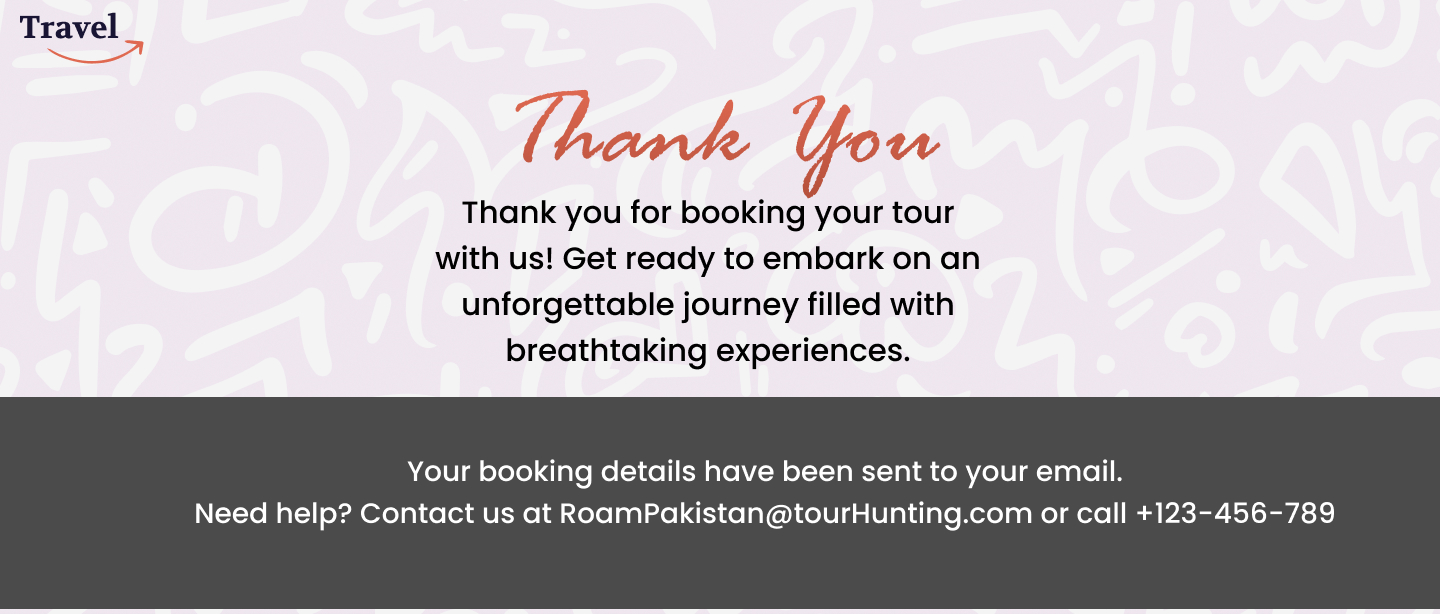 Travel
Thank You
Thank you for booking your tour
with us! Get ready to embark on an
unforgettable journey filled with
breathtaking experiences.
Your booking details have been sent to your email.
Need help? Contact us at RoamPakistan@tourHunting.com or call +123-456-789